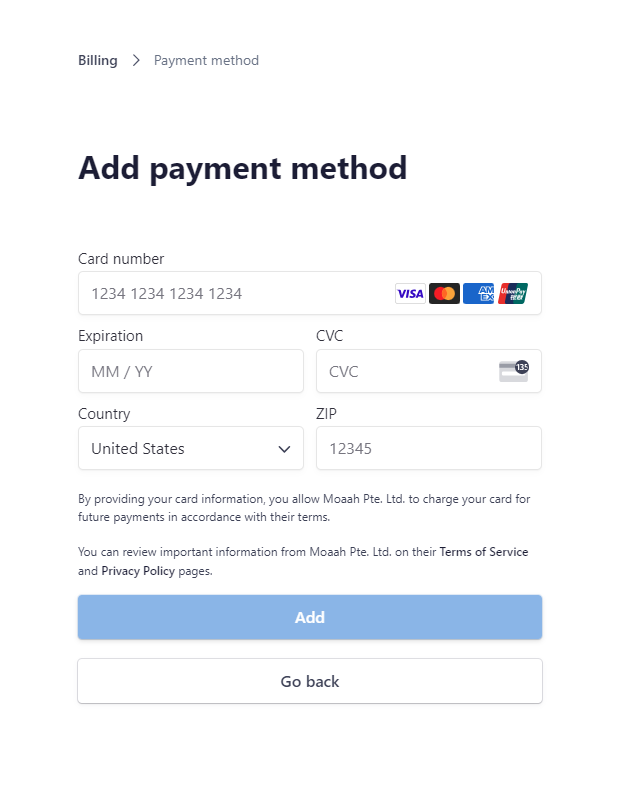 Billing > Payment method
Add payment method
Card number
1234 1234 1234 1234 VISA AM EX UnionPay 银联
Expiration CVC
MM / YY CVC 135
Country ZIP
United States 12345
By providing your card information, you allow Moaah Pte. Ltd. to charge your card for
future payments in accordance with their terms.
You can review important information from Moaah Pte. Ltd. on their Terms of Service
and Privacy Policy pages.
Add
Go back